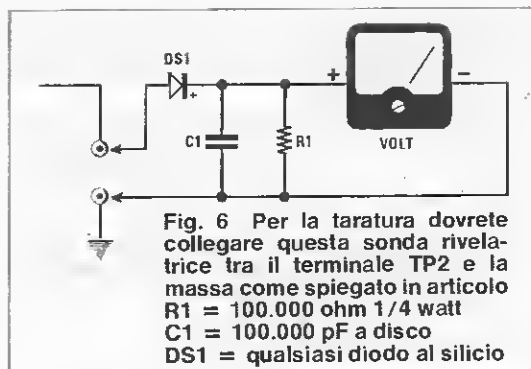 DS1
+
+
-
C1
R1
VOLT
Fig. 6 Per la taratura dovrete
collegare questa sonda rivela-
trice tra il terminale TP2 e la
massa come spiegato in articolo
R1 = 100.000 ohm 1/4 watt
C1 = 100.000 pF a disco
DS1 = qualsiasi diodo al silicio